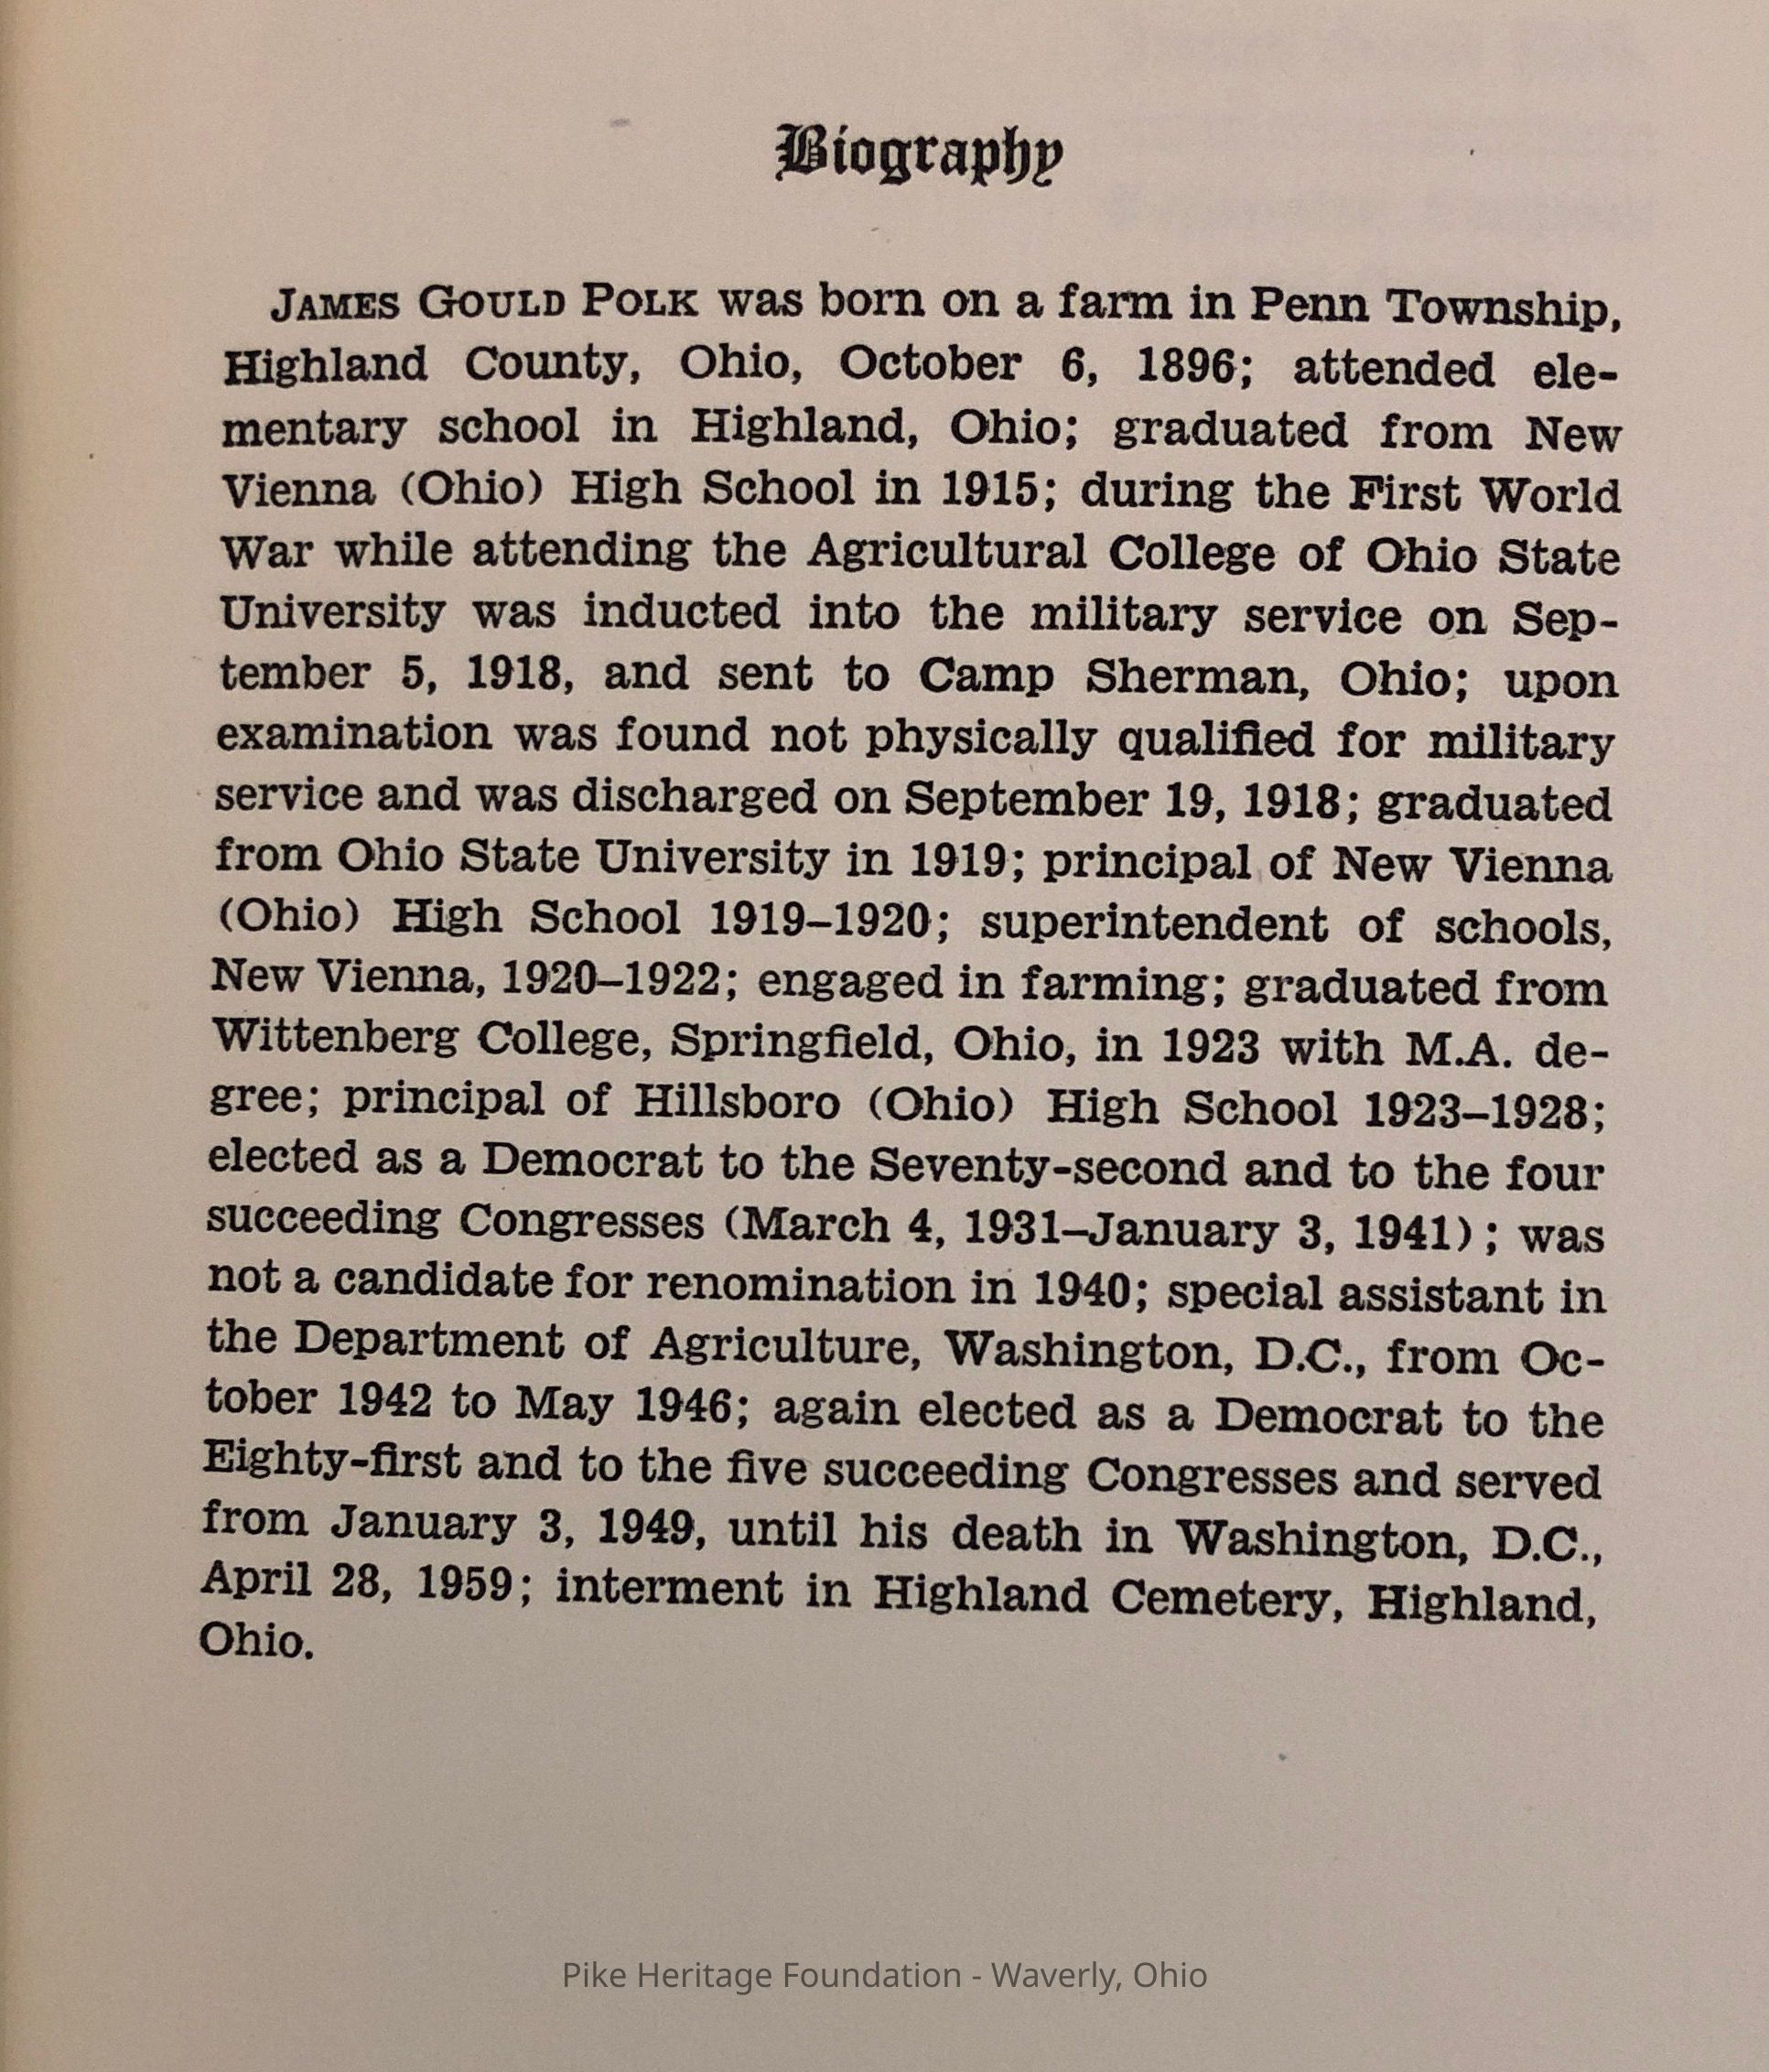 Biography
JAMES GOULD POLK was born on a farm in Penn Township,
Highland County, Ohio, October 6, 1896; attended ele-
mentary school in Highland, Ohio; graduated from New
Vienna (Ohio) High School in 1915; during the First World
War while attending the Agricultural College of Ohio State
University was inducted into the military service on Sep-
tember 5, 1918, and sent to Camp Sherman, Ohio; upon
examination was found not physically qualified for military
service and was discharged on September 19, 1918; graduated
from Ohio State University in 1919; principal of New Vienna
(Ohio) High School 1919–1920; superintendent of schools,
New Vienna, 1920–1922; engaged in farming; graduated from
Wittenberg College, Springfield, Ohio, in 1923 with M.A. de-
gree; principal of Hillsboro (Ohio) High School 1923–1928;
elected as a Democrat to the Seventy-second and to the four
succeeding Congresses (March 4, 1931–January 3, 1941); was
not a candidate for renomination in 1940; special assistant in
the Department of Agriculture, Washington, D.C., from Oc-
tober 1942 to May 1946; again elected as a Democrat to the
Eighty-first and to the five succeeding Congresses and served
from January 3, 1949, until his death in Washington, D.C.,
April 28, 1959; interment in Highland Cemetery, Highland,
Ohio.
Pike Heritage Foundation - Waverly, Ohio